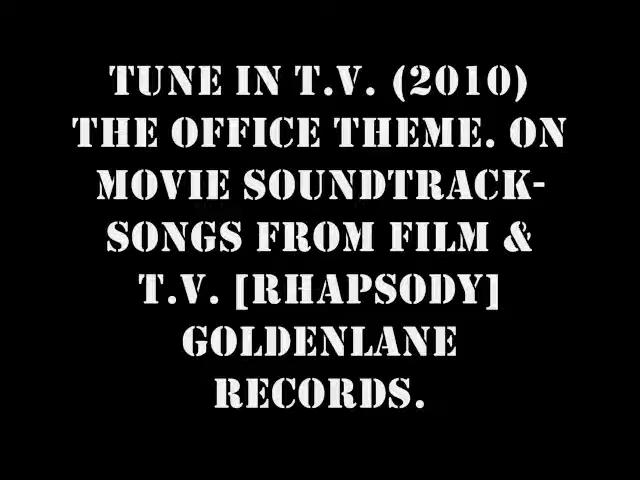 TUNE IN T.V. (2010)
THE OFFICE THEME. ON
MOVIE SOUNDTRACK-
SONGS FROM FILM &
T.V. [RHAPSODY]
GOLDENLANE
RECORDS.